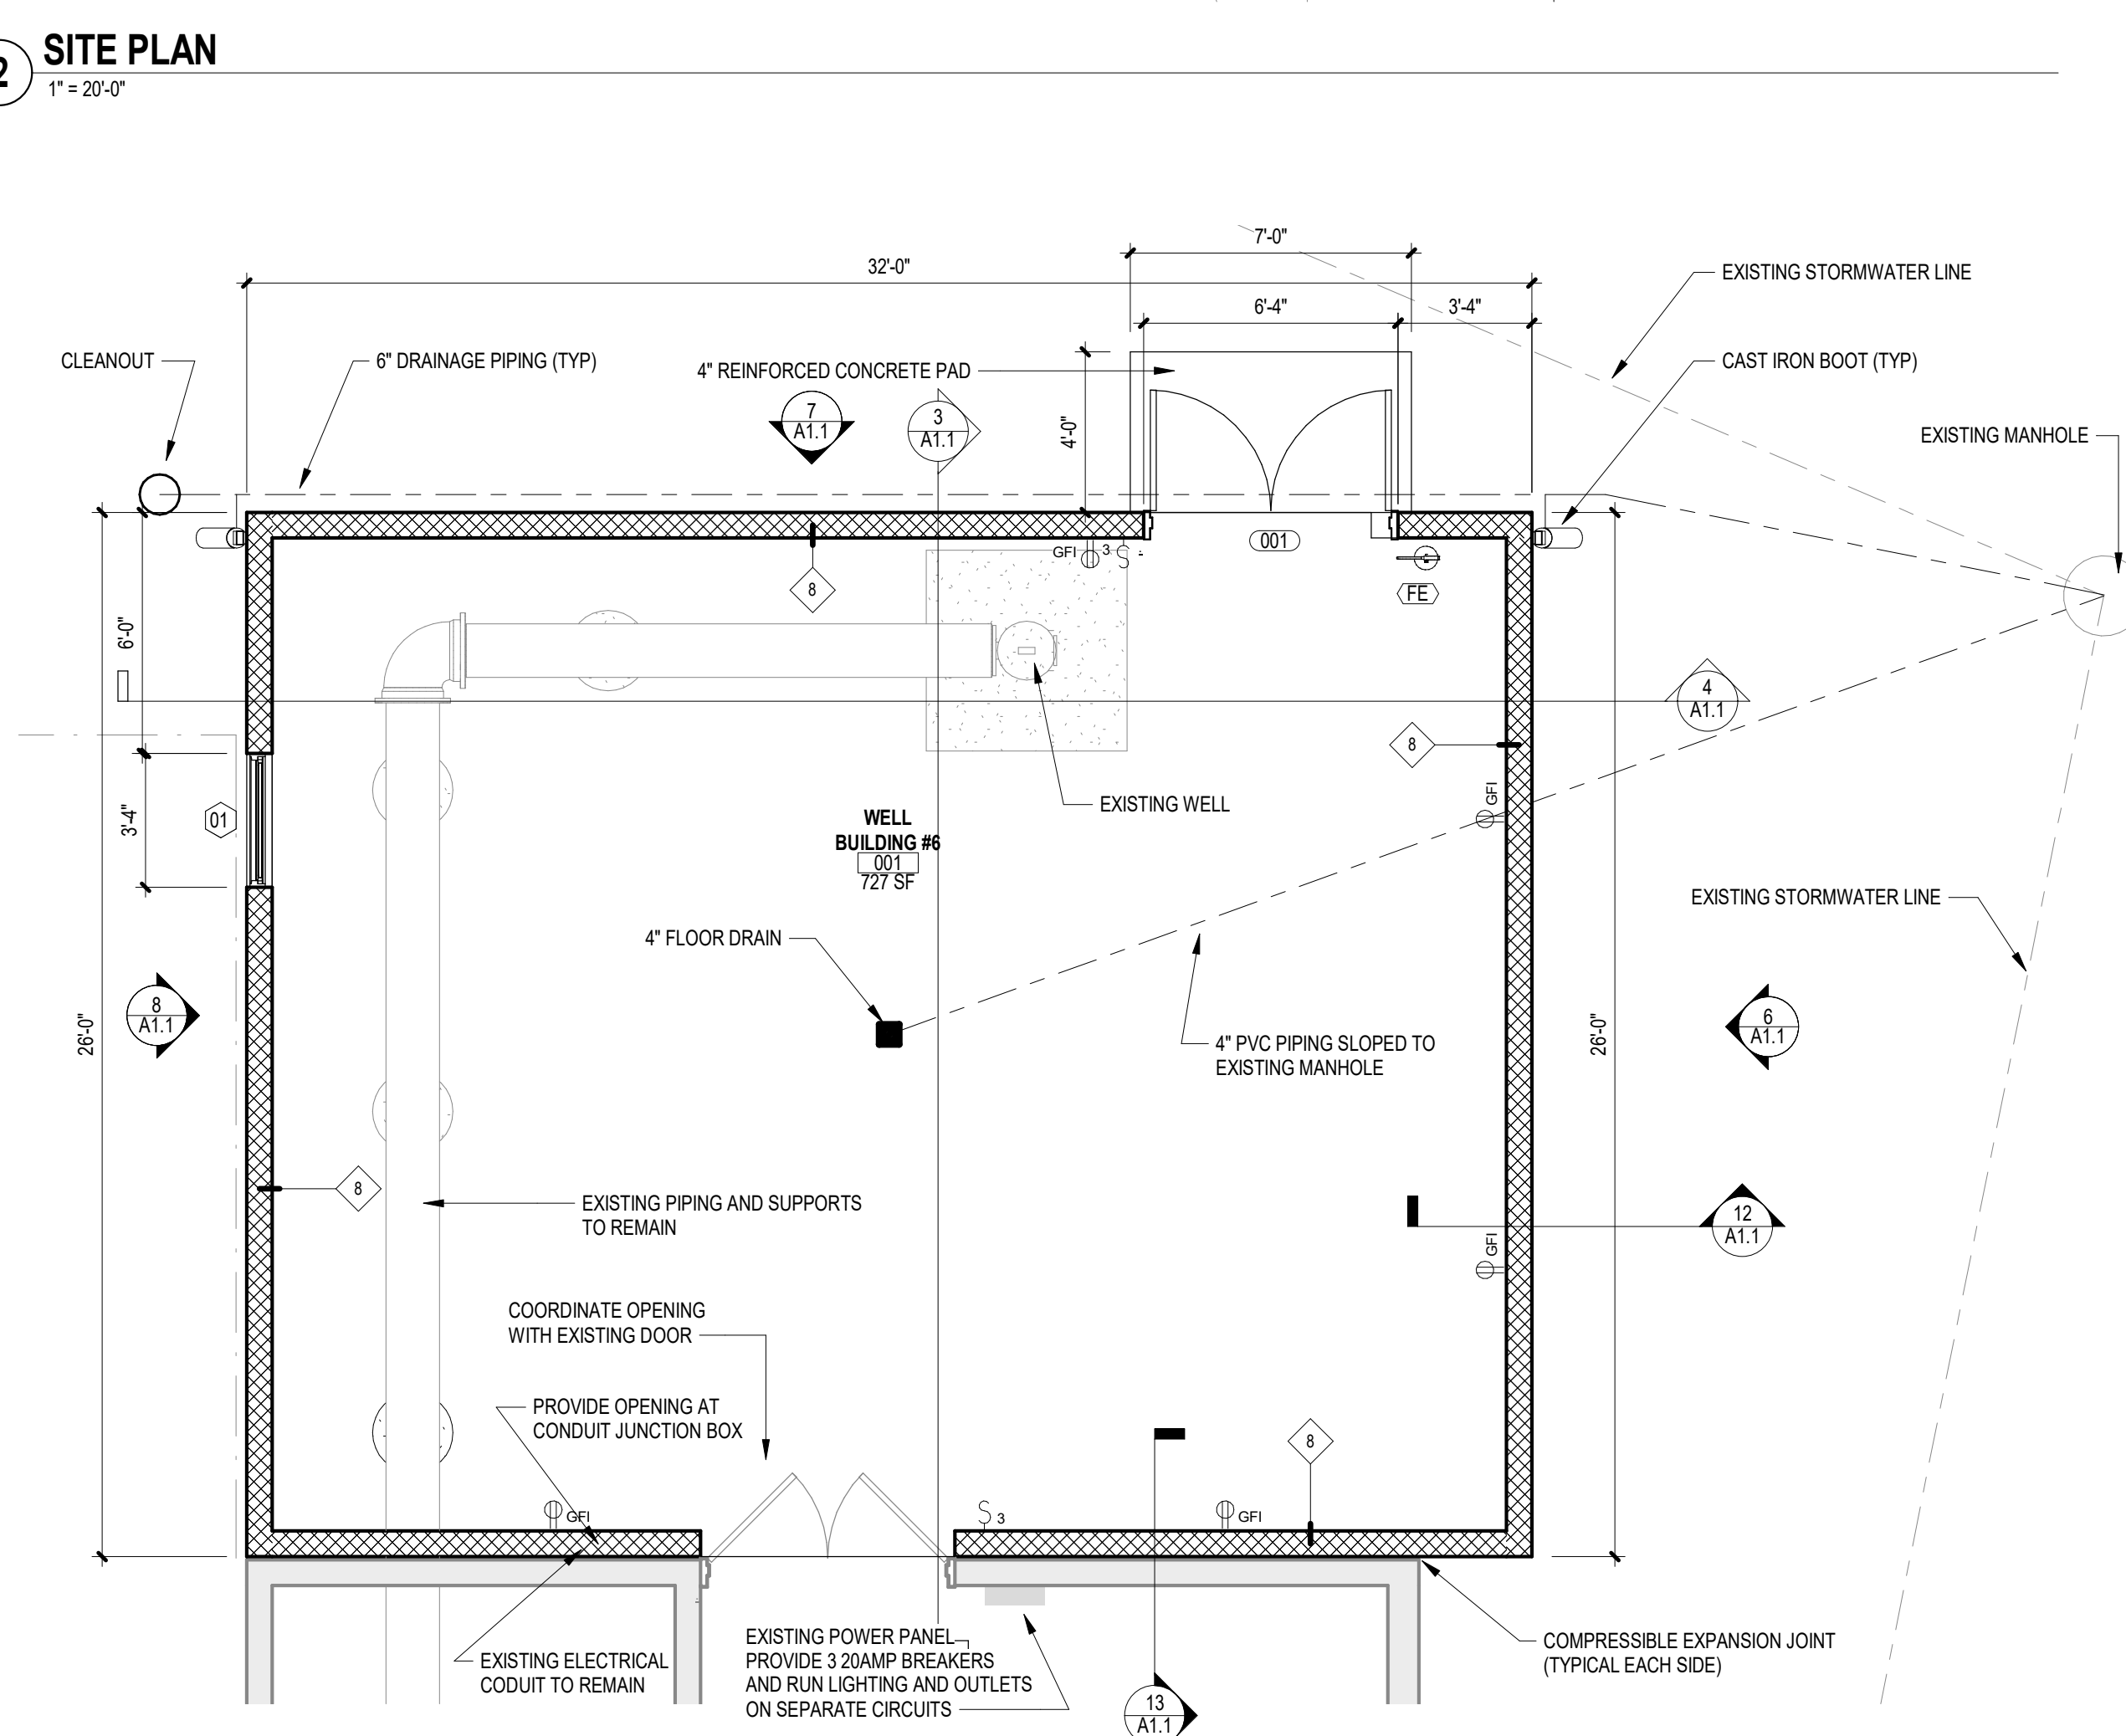 2
SITE PLAN
1" = 20'-0"
7'-0"
32'-0"
6'-4"
3'-4"
EXISTING STORMWATER LINE
CLEANOUT
6" DRAINAGE PIPING (TYP)
4" REINFORCED CONCRETE PAD
CAST IRON BOOT (TYP)
7
A1.1
3
A1.1
4'-0"
EXISTING MANHOLE
GFI
3
S
001
8
FE
6'-0"
4
A1.1
8
GFI
EXISTING WELL
01
3'-4"
WELL
BUILDING #6
001
727 SF
EXISTING STORMWATER LINE
4" FLOOR DRAIN
8
A1.1
26'-0"
26'-0"
6
A1.1
4" PVC PIPING SLOPED TO
EXISTING MANHOLE
8
EXISTING PIPING AND SUPPORTS
TO REMAIN
12
A1.1
GFI
COORDINATE OPENING
WITH EXISTING DOOR
PROVIDE OPENING AT
CONDUIT JUNCTION BOX
8
GFI
S
3
GFI
EXISTING ELECTRICAL
CODUIT TO REMAIN
EXISTING POWER PANEL
PROVIDE 3 20AMP BREAKERS
AND RUN LIGHTING AND OUTLETS
ON SEPARATE CIRCUITS
COMPRESSIBLE EXPANSION JOINT
(TYPICAL EACH SIDE)
13
A1.1